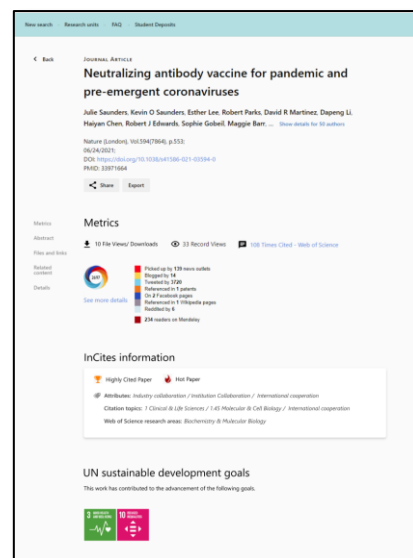 New search
Research units
FAQ
Student Deposits
Back
JOURNAL ARTICLE
Neutralizing antibody vaccine for pandemic and
pre-emergent coronaviruses
Julie Saunders, Kevin O Saunders, Esther Lee, Robert Parks, David R Martinez, Dapeng Li,
Haiyan Chen, Robert J Edwards, Sophie Gobeil, Maggie Barr, ... Show details for 50 authors
Nature (London), Vol.594(7864), p.553;
06/24/2021;
DOI: https://doi.org/10.1038/s41586-021-03594-0
PMID: 33971664
Share
Export
Metrics
Abstract
Files and links
Related
content
Details
Metrics
10 File Views/ Downloads
33 Record Views
108 Times Cited - Web of Science
See more details
Picked up by 139 news outlets
Blogged by 14
Tweeted by 3720
Referenced in 1 patents
On 2 Facebook pages
Referenced in 1 Wikipedia pages
Reddited by 6
234 readers on Mendeley
InCites information
Highly Cited Paper
Hot Paper
Attributes: Industry collaboration / Institution Collaboration / International cooperation
Citation topics: 1 Clinical & Life Sciences / 1.45 Molecular & Cell Biology / International cooperation
Web of Science research areas: Biochemistry & Molecular Biology
UN sustainable development goals
This work has contributed to the advancement of the following goals.
3
10